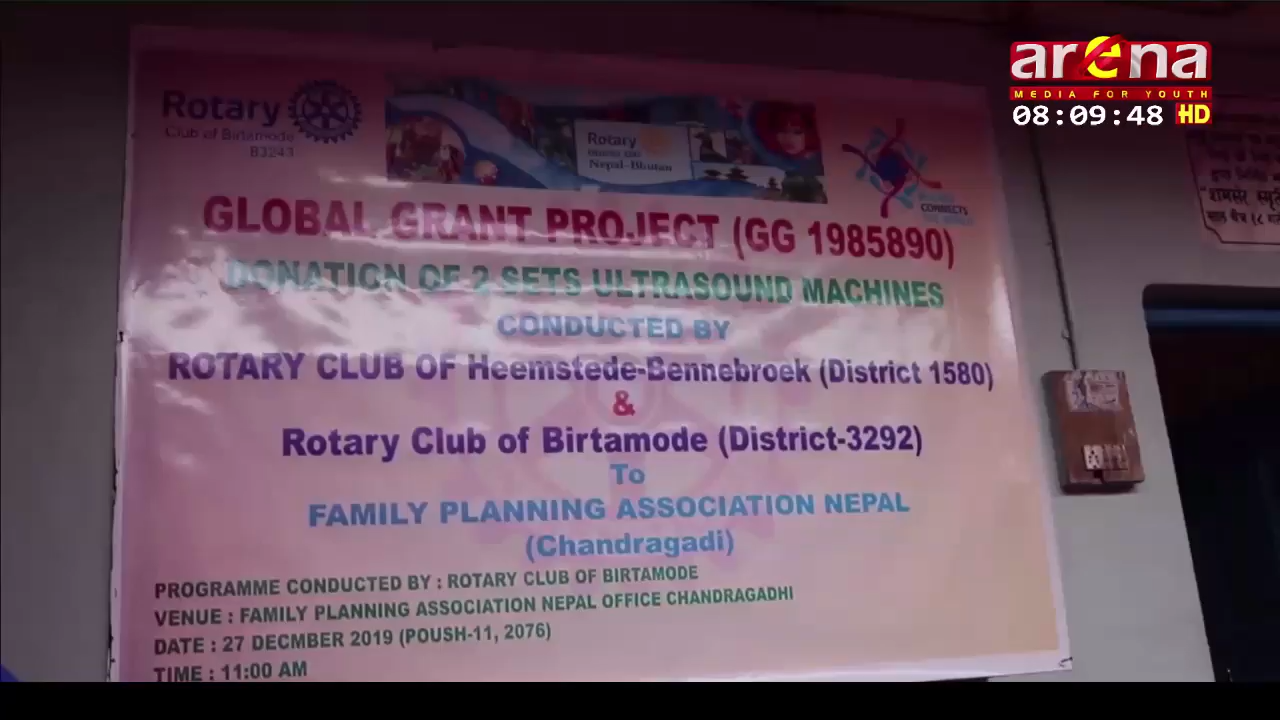 arena
MEDIA FOR YOUTH
08:09:48 HD
Rotary
Club of Birtamode
83243
Rotary
Nepal-Bhutan
CONNECTS
GLOBAL GRANT PROJECT (GG 1985890)
DONATION OF 2 SETS ULTRASOUND MACHINES
CONDUCTED BY
ROTARY CLUB OF Heemstede-Bennebroek (District 1580)
&
Rotary Club of Birtamode (District-3292)
To
FAMILY PLANNING ASSOCIATION NEPAL
(Chandragadi)
PROGRAMME CONDUCTED BY : ROTARY CLUB OF BIRTAMODE
VENUE : FAMILY PLANNING ASSOCIATION NEPAL OFFICE CHANDRAGADHI
DATE : 27 DECMBER 2019 (POUSH-11, 2076)
TIME : 11:00 AM